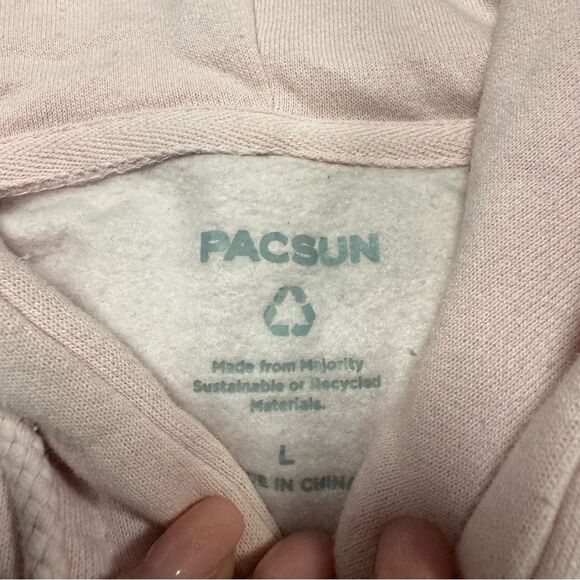 PACSUN
Made from Majority
Sustainable or Recycled
Materials.
L
IN CHINA